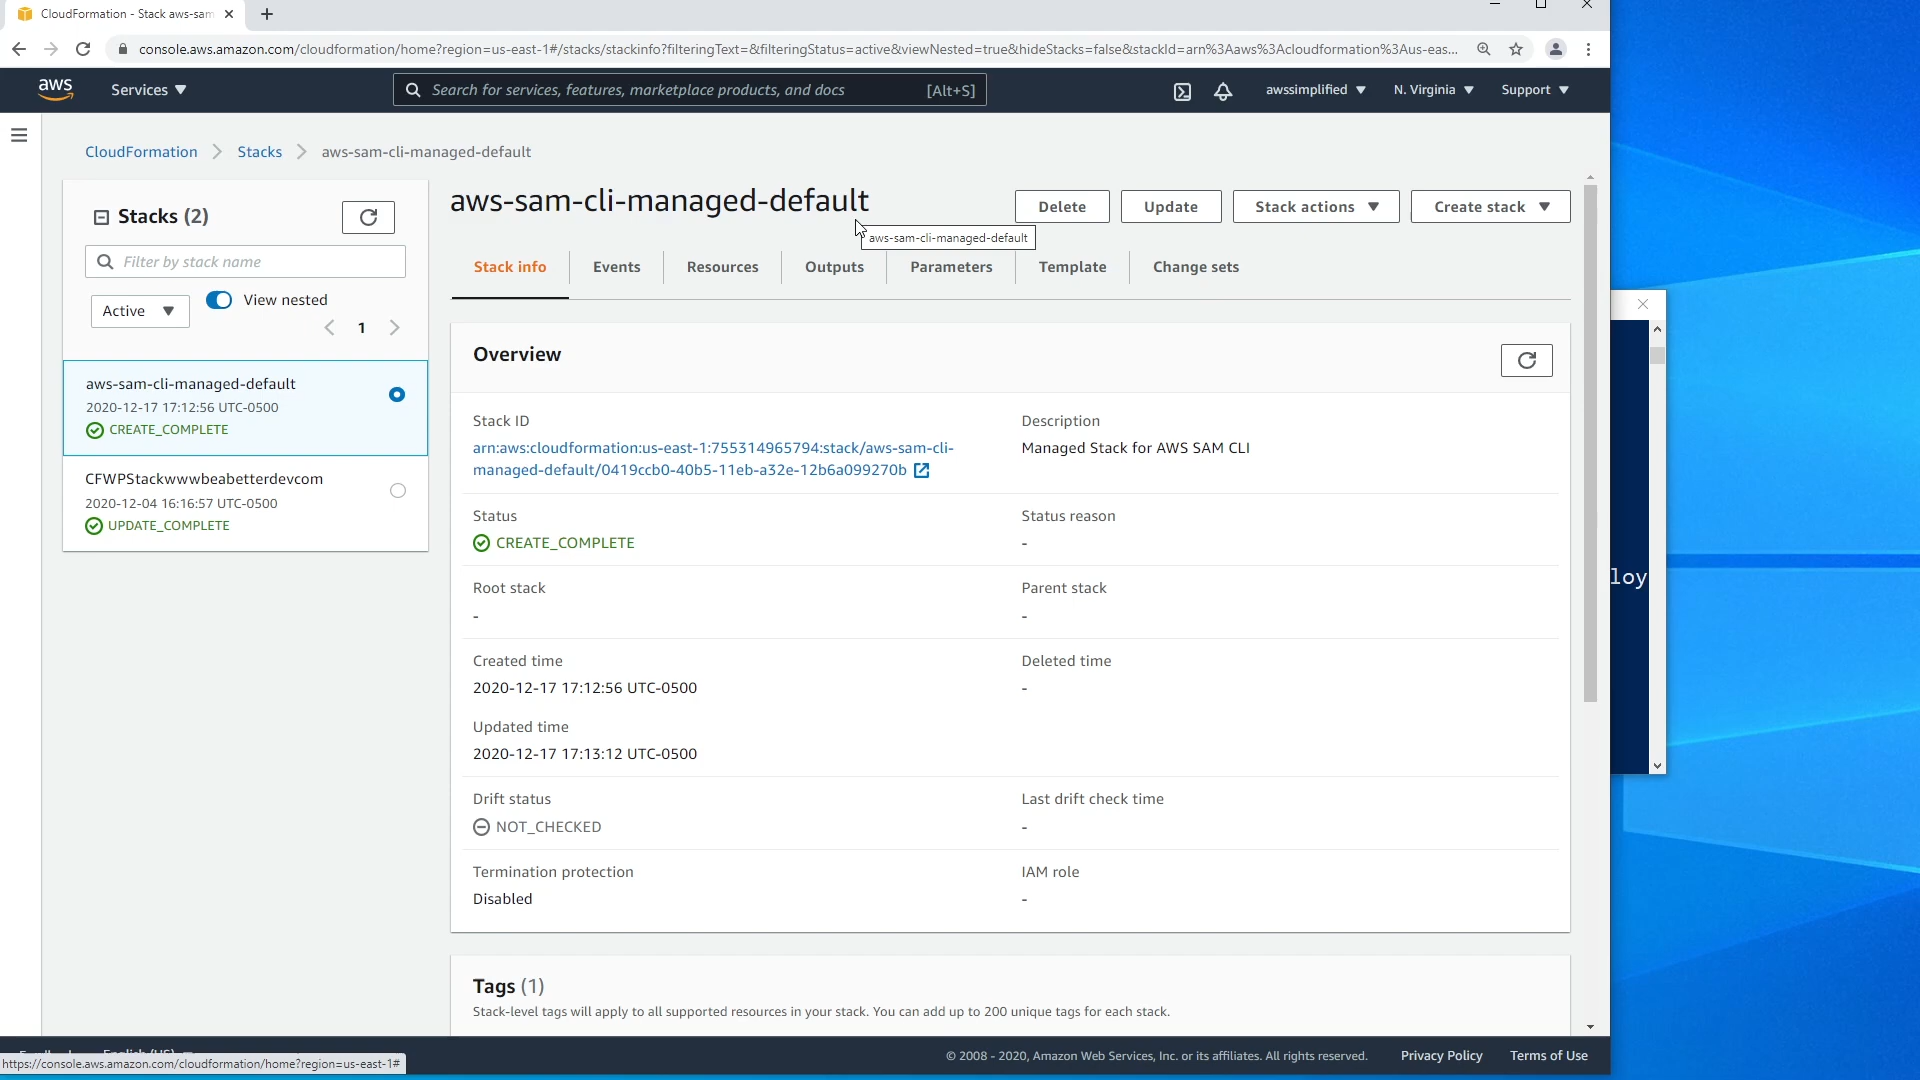 CloudFormation - Stack aws-sam
console.aws.amazon.com/cloudformation/home?region=us-east-1#/stacks/stackinfo?filteringText=&filteringStatus=active&viewNested=true&hideStacks=false&stackId=arn%3Aaws%3Acloudformation%3Aus-eas...
aws
Services
Search for services, features, marketplace products, and docs [Alt+S]
awssimplified
N. Virginia
Support
CloudFormation > Stacks > aws-sam-cli-managed-default
Stacks (2)
Filter by stack name
Active
View nested
1
aws-sam-cli-managed-default
2020-12-17 17:12:56 UTC-0500
CREATE_COMPLETE
CFWPStackwwwbeabetterdevcom
2020-12-04 16:16:57 UTC-0500
UPDATE_COMPLETE
aws-sam-cli-managed-default
Delete
Update
Stack actions
Create stack
aws-sam-cli-managed-default
Stack info
Events
Resources
Outputs
Parameters
Template
Change sets
Overview
Stack ID
arn:aws:cloudformation:us-east-1:755314965794:stack/aws-sam-cli-
managed-default/0419ccb0-40b5-11eb-a32e-12b6a099270b
Description
Managed Stack for AWS SAM CLI
Status
CREATE_COMPLETE
Status reason
-
Root stack
-
Parent stack
-
Created time
2020-12-17 17:12:56 UTC-0500
Deleted time
-
Updated time
2020-12-17 17:13:12 UTC-0500
Drift status
NOT_CHECKED
Last drift check time
-
Termination protection
Disabled
IAM role
-
Tags (1)
Stack-level tags will apply to all supported resources in your stack. You can add up to 200 unique tags for each stack.
loy
https://console.aws.amazon.com/cloudformation/home?region=us-east-1#
© 2008 - 2020, Amazon Web Services, Inc. or its affiliates. All rights reserved.
Privacy Policy
Terms of Use